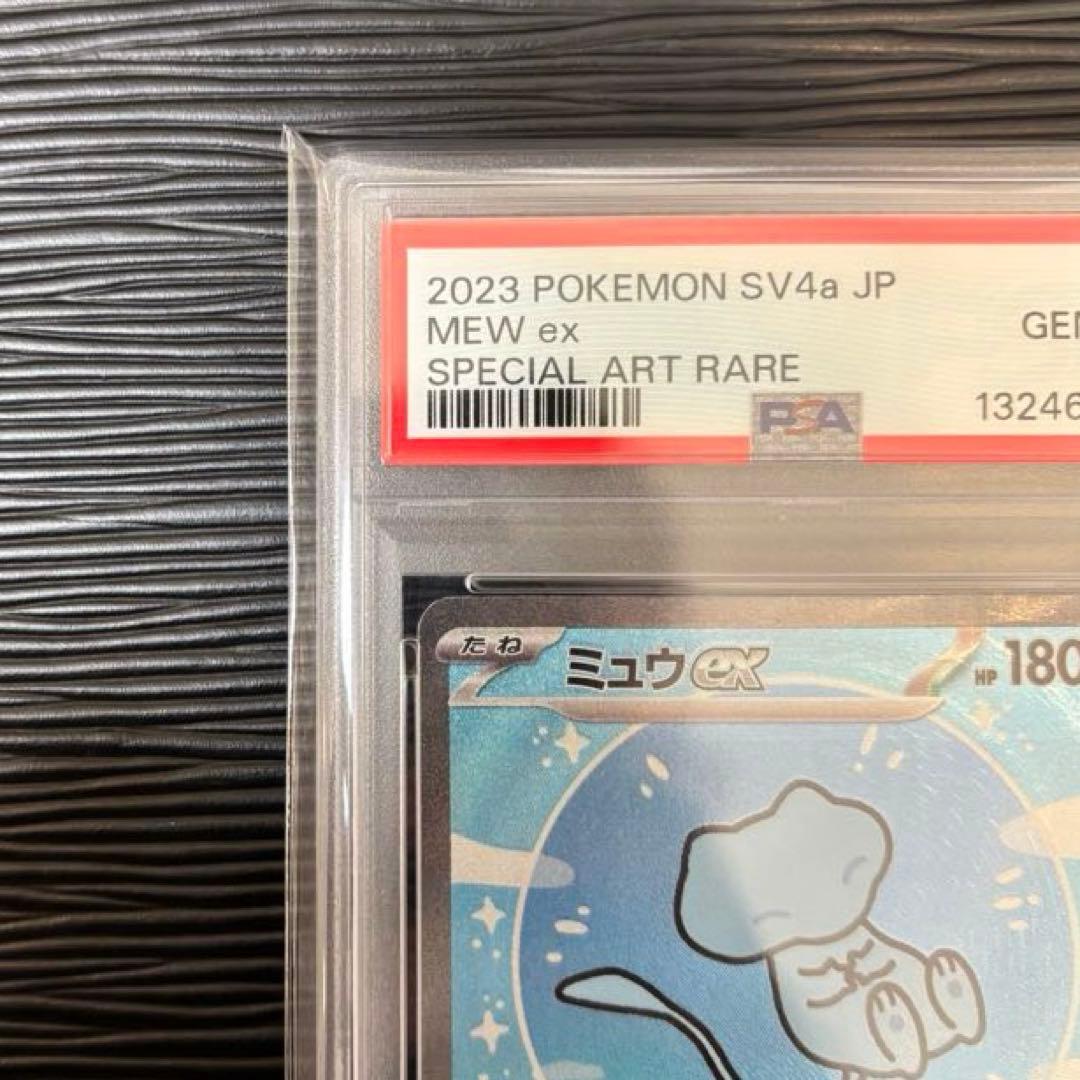 2023 POKEMON SV4a JP
MEW ex
GEM
SPECIAL ART RARE
PSA
13246
たね
ミュウex
HP 180